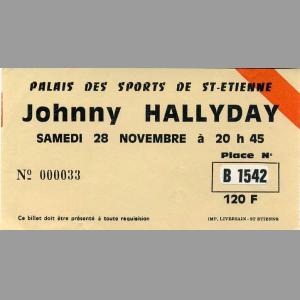 PALAIS DES SPORTS DE ST-ETIENNE
Johnny HALLYDAY
SAMEDI 28 NOVEMBRE à 20 h 45
Place N°
Nº 000033
B 1542
120 F
Ce billet doit être présenté à toute requisition
IMP. LIVERSAIN - ST ETIENNE